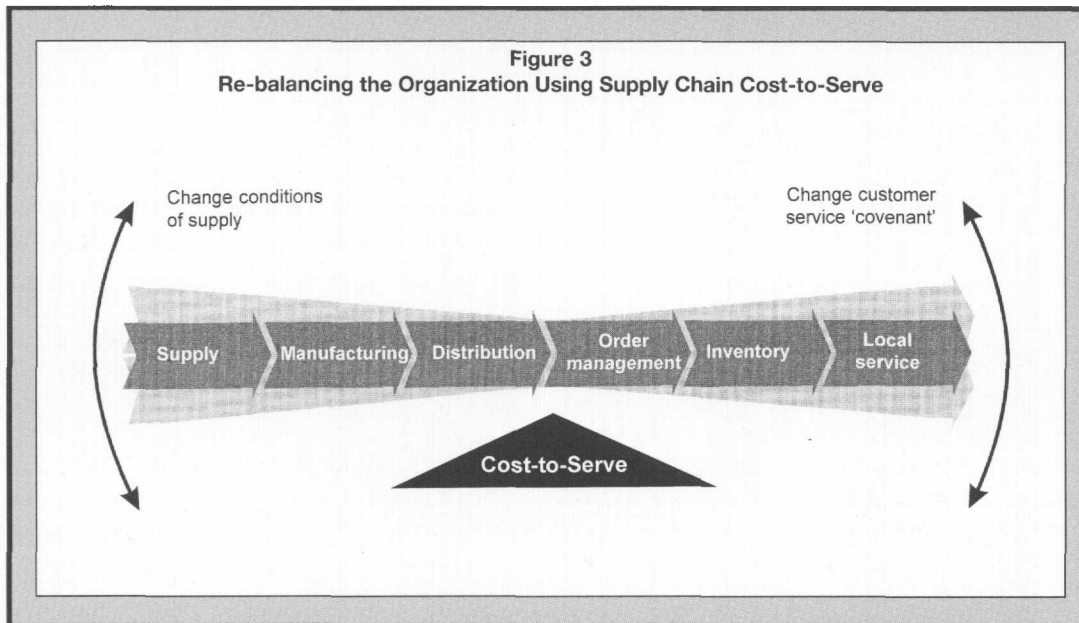 Figure 3
Re-balancing the Organization Using Supply Chain Cost-to-Serve
Change conditions
of supply
Change customer
service 'covenant'
Supply
Manufacturing
Distribution
Order
management
Inventory
Local
service
Cost-to-Serve